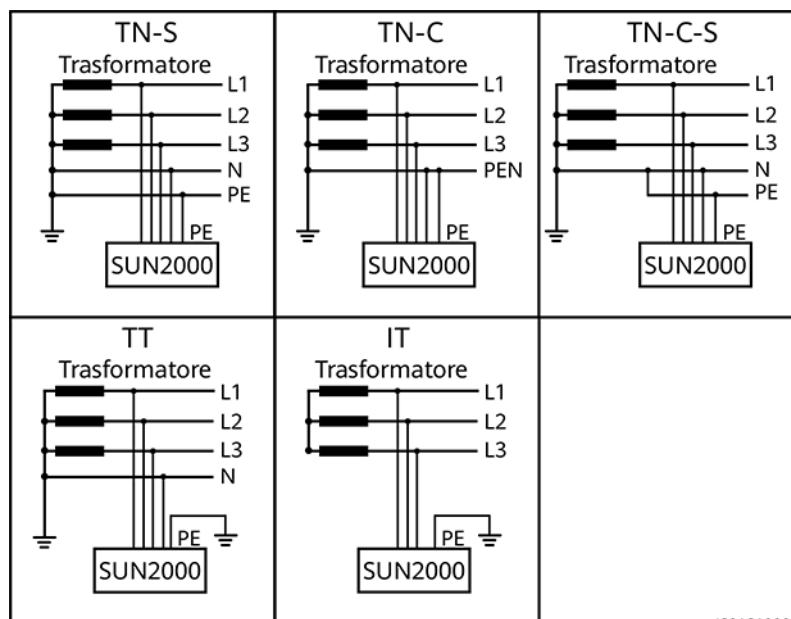 TN-S
Trasformatore
L1
L2
L3
N
PE
PE
SUN2000
TN-C
Trasformatore
L1
L2
L3
PEN
PE
SUN2000
TN-C-S
Trasformatore
L1
L2
L3
N
PE
PE
SUN2000
TT
Trasformatore
L1
L2
L3
N
PE
SUN2000
IT
Trasformatore
L1
L2
L3
PE
SUN2000